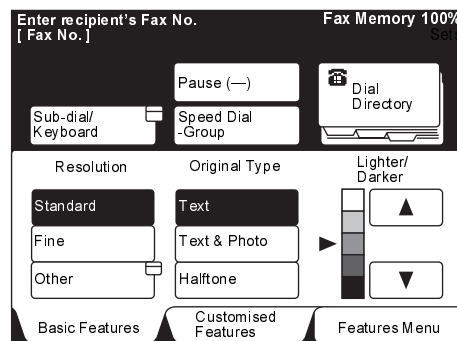 Enter recipient's Fax No.
Fax Memory 100%
[ Fax No. ]
Sets
Pause (—)
Dial
Directory
Sub-dial/
Keyboard
Speed Dial
-Group
Resolution
Original Type
Lighter/
Darker
Standard
Text
Fine
Text & Photo
Other
Halftone
Basic Features
Customised
Features
Features Menu